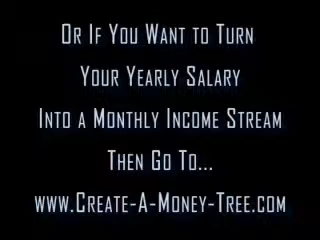 Or If You Want to Turn
Your Yearly Salary
Into a Monthly Income Stream
Then Go To...
www.Create-A-Money-Tree.com